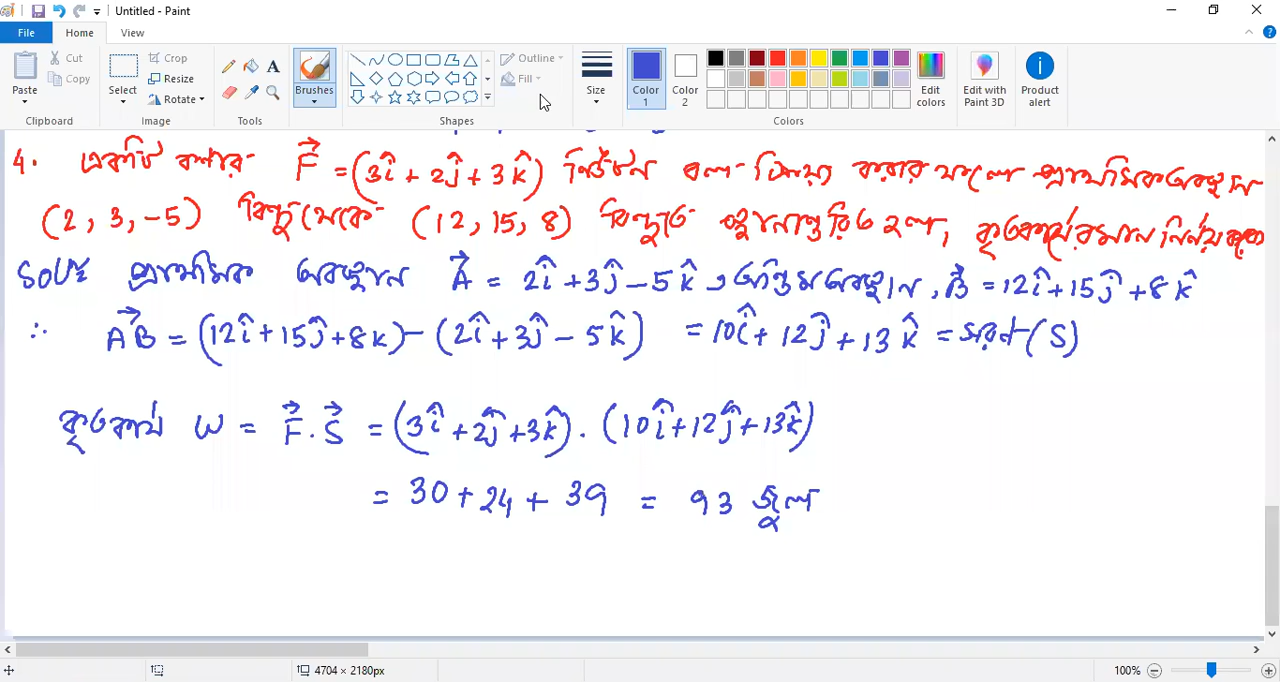 Untitled - Paint
File Home View
Paste Cut Copy Clipboard
Select Crop Resize Rotate Image
Tools
Brushes
Outline Fill Shapes
Size
Color 1 Color 2 Edit colors Colors
Edit with Paint 3D
Product alert
4. একটি কণার F⃗ = (3î + 2ĵ + 3k̂) নিউটন বল ক্রিয়া করার ফলে প্রাথমিক অবস্থান
(2, 3, -5) বিন্দু থেকে (12, 15, 8) বিন্দুতে স্থানান্তরিত হলো, কৃতকার্যের মান নির্ণয় করো
প্রাথমিক অবস্থান A⃗ = 2î + 3ĵ - 5k̂, অন্তিম অবস্থান, B⃗ = 12î + 15ĵ + 8k̂
∴ AB⃗ = (12î + 15ĵ + 8k) - (2î + 3ĵ - 5k̂) = 10î + 12ĵ + 13k̂ = সরণ (S)
কৃতকার্য W = F⃗ . S⃗ = (3î + 2ĵ + 3k̂) . (10î + 12ĵ + 13k̂)
= 30 + 24 + 39 = 93 জুল
4704 × 2180px 100%